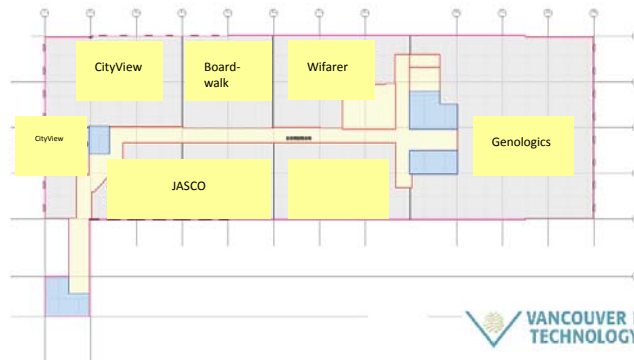 CityView
Board-
walk
Wifarer
CityView
Genologics
JASCO
VANCOUVER
TECHNOLOGY